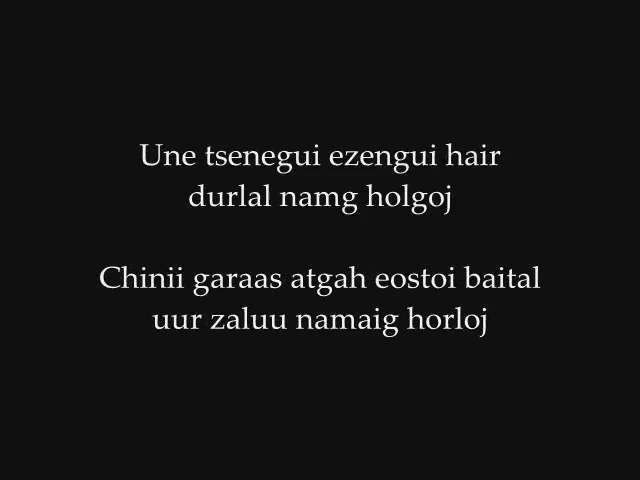 Une tsenegui ezengui hair
durlal namg holgoj
Chinii garaas atgah eostoi baital
uur zaluu namaig horloj